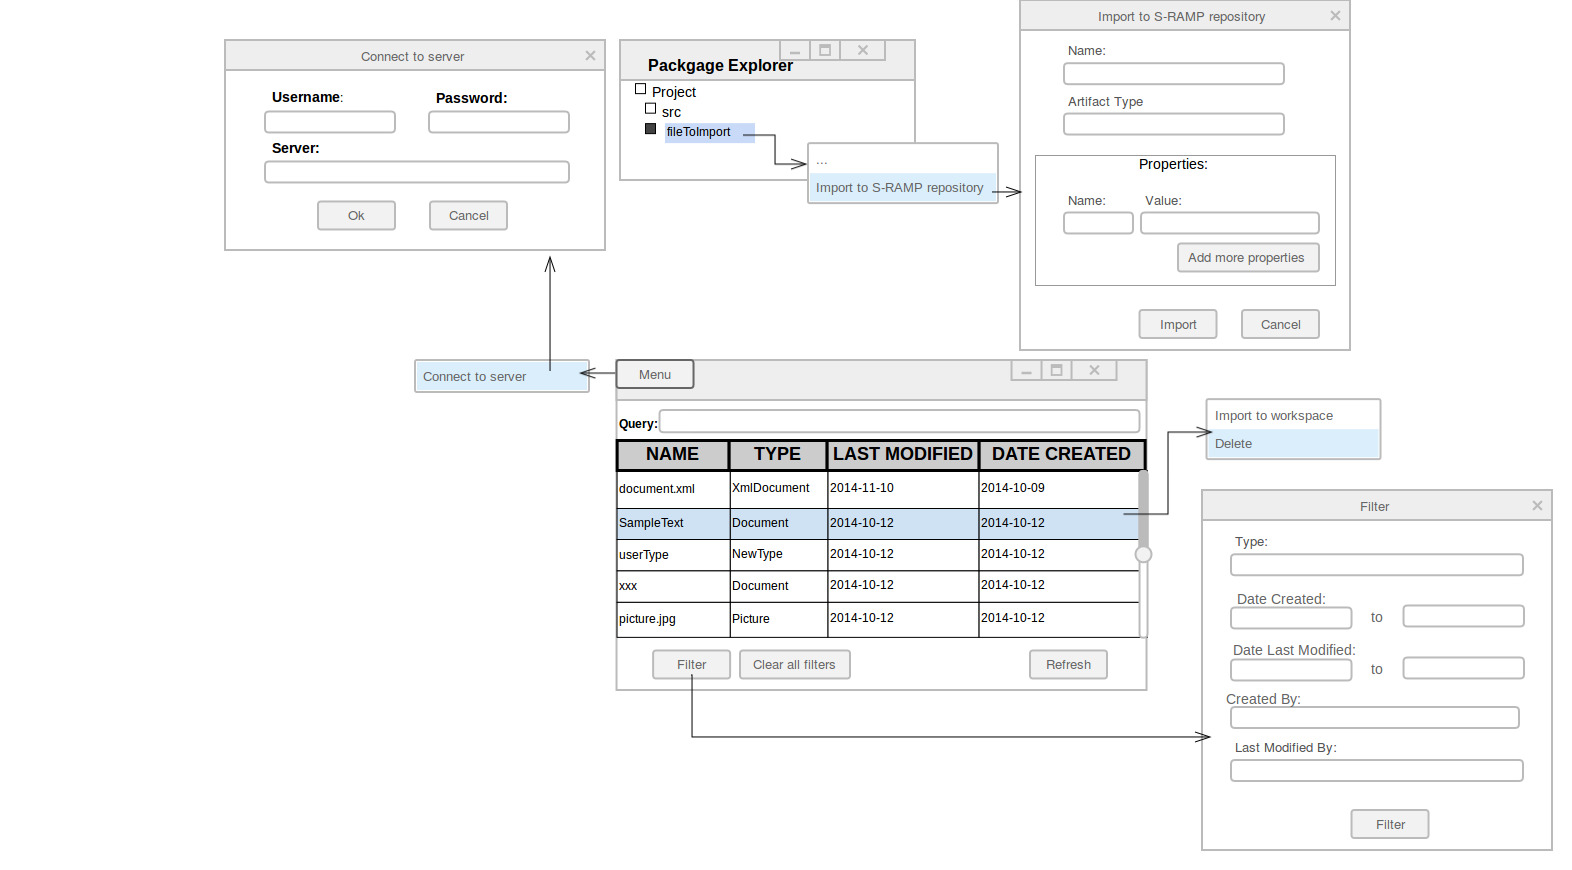 Connect to server
Username:
Password:
Server:
Ok
Cancel
Packgage Explorer
Project
src
fileToImport
...
Import to S-RAMP repository
Import to S-RAMP repository
Name:
Artifact Type
Properties:
Name:
Value:
Add more properties
Import
Cancel
Connect to server
Menu
Query:
NAME TYPE LAST MODIFIED DATE CREATED
document.xml XmlDocument 2014-11-10 2014-10-09
SampleText Document 2014-10-12 2014-10-12
userType NewType 2014-10-12 2014-10-12
xxx Document 2014-10-12 2014-10-12
picture.jpg Picture 2014-10-12 2014-10-12
Filter
Clear all filters
Refresh
Import to workspace
Delete
Filter
Type:
Date Created:
to
Date Last Modified:
to
Created By:
Last Modified By:
Filter